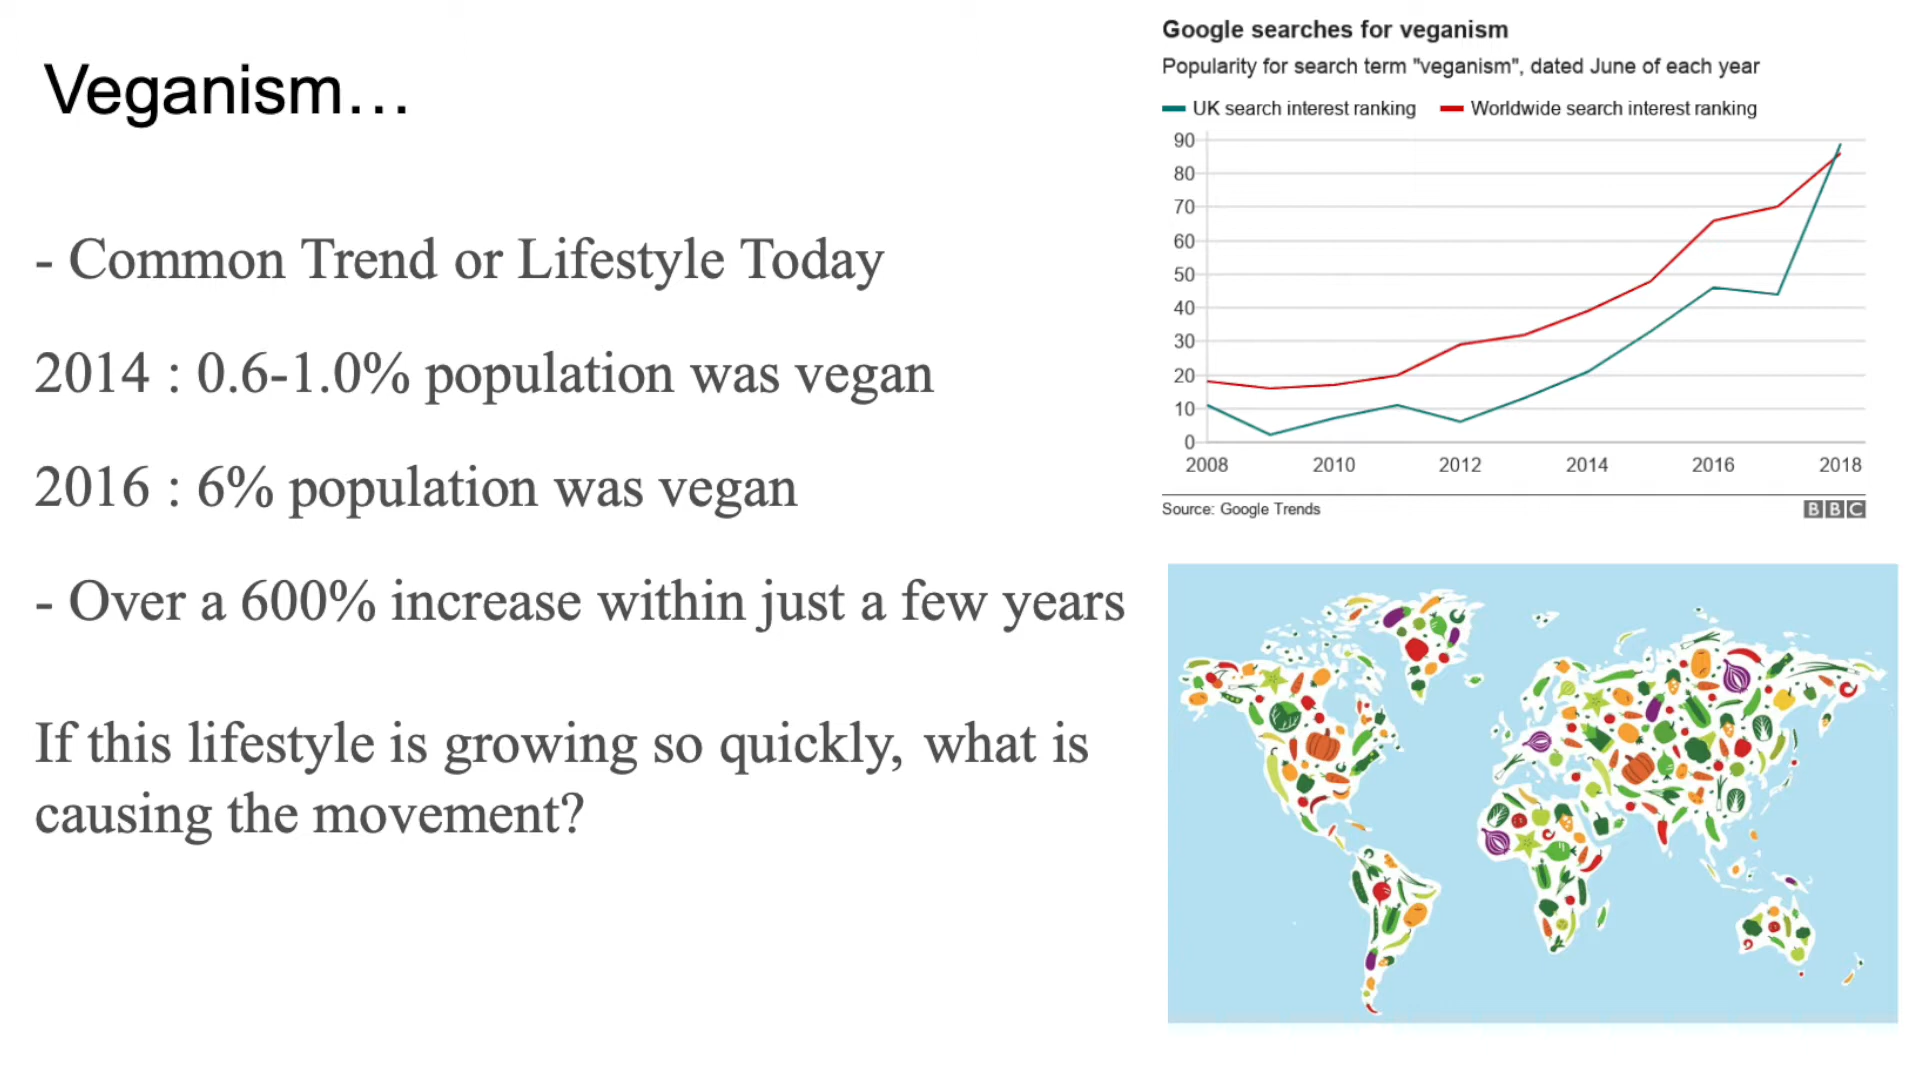 Veganism…
- Common Trend or Lifestyle Today
2014 : 0.6-1.0% population was vegan
2016 : 6% population was vegan
- Over a 600% increase within just a few years
If this lifestyle is growing so quickly, what is
causing the movement?
Google searches for veganism
Popularity for search term "veganism", dated June of each year
UK search interest ranking Worldwide search interest ranking
90
80
70
60
50
40
30
20
10
0
2008 2010 2012 2014 2016 2018
Source: Google Trends BBC